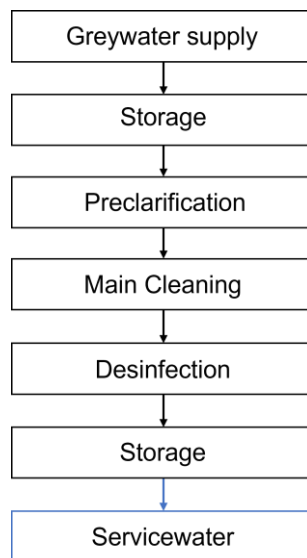 Greywater supply
Storage
Preclarification
Main Cleaning
Desinfection
Storage
Servicewater